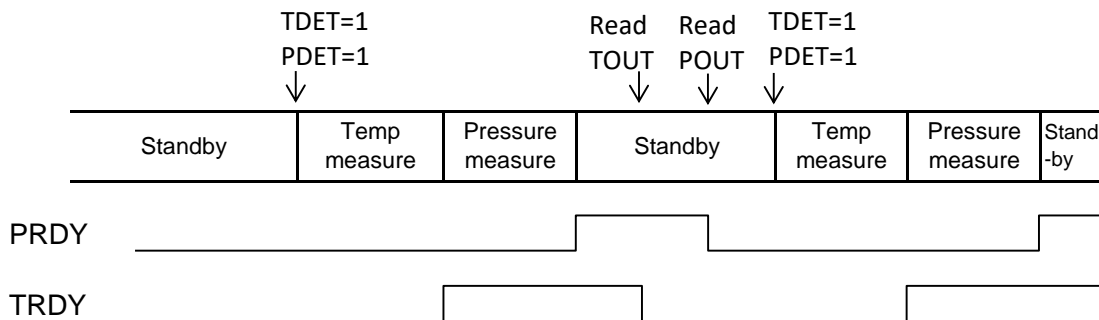 TDET=1
PDET=1
Read
TOUT
Read
POUT
TDET=1
PDET=1
Standby
Temp
measure
Pressure
measure
Standby
Temp
measure
Pressure
measure
Stand
-by
PRDY
TRDY